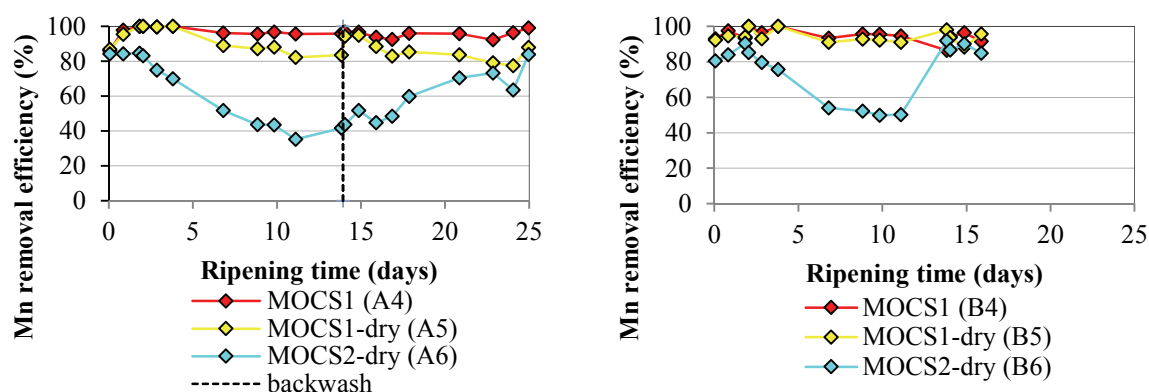 Mn removal efficiency (%)
100
80
60
40
20
0
0 5 10 15 20 25
Ripening time (days)
MOCS1 (A4)
MOCS1-dry (A5)
MOCS2-dry (A6)
backwash
Mn removal efficiency (%)
100
80
60
40
20
0
0 5 10 15 20 25
Ripening time (days)
MOCS1 (B4)
MOCS1-dry (B5)
MOCS2-dry (B6)